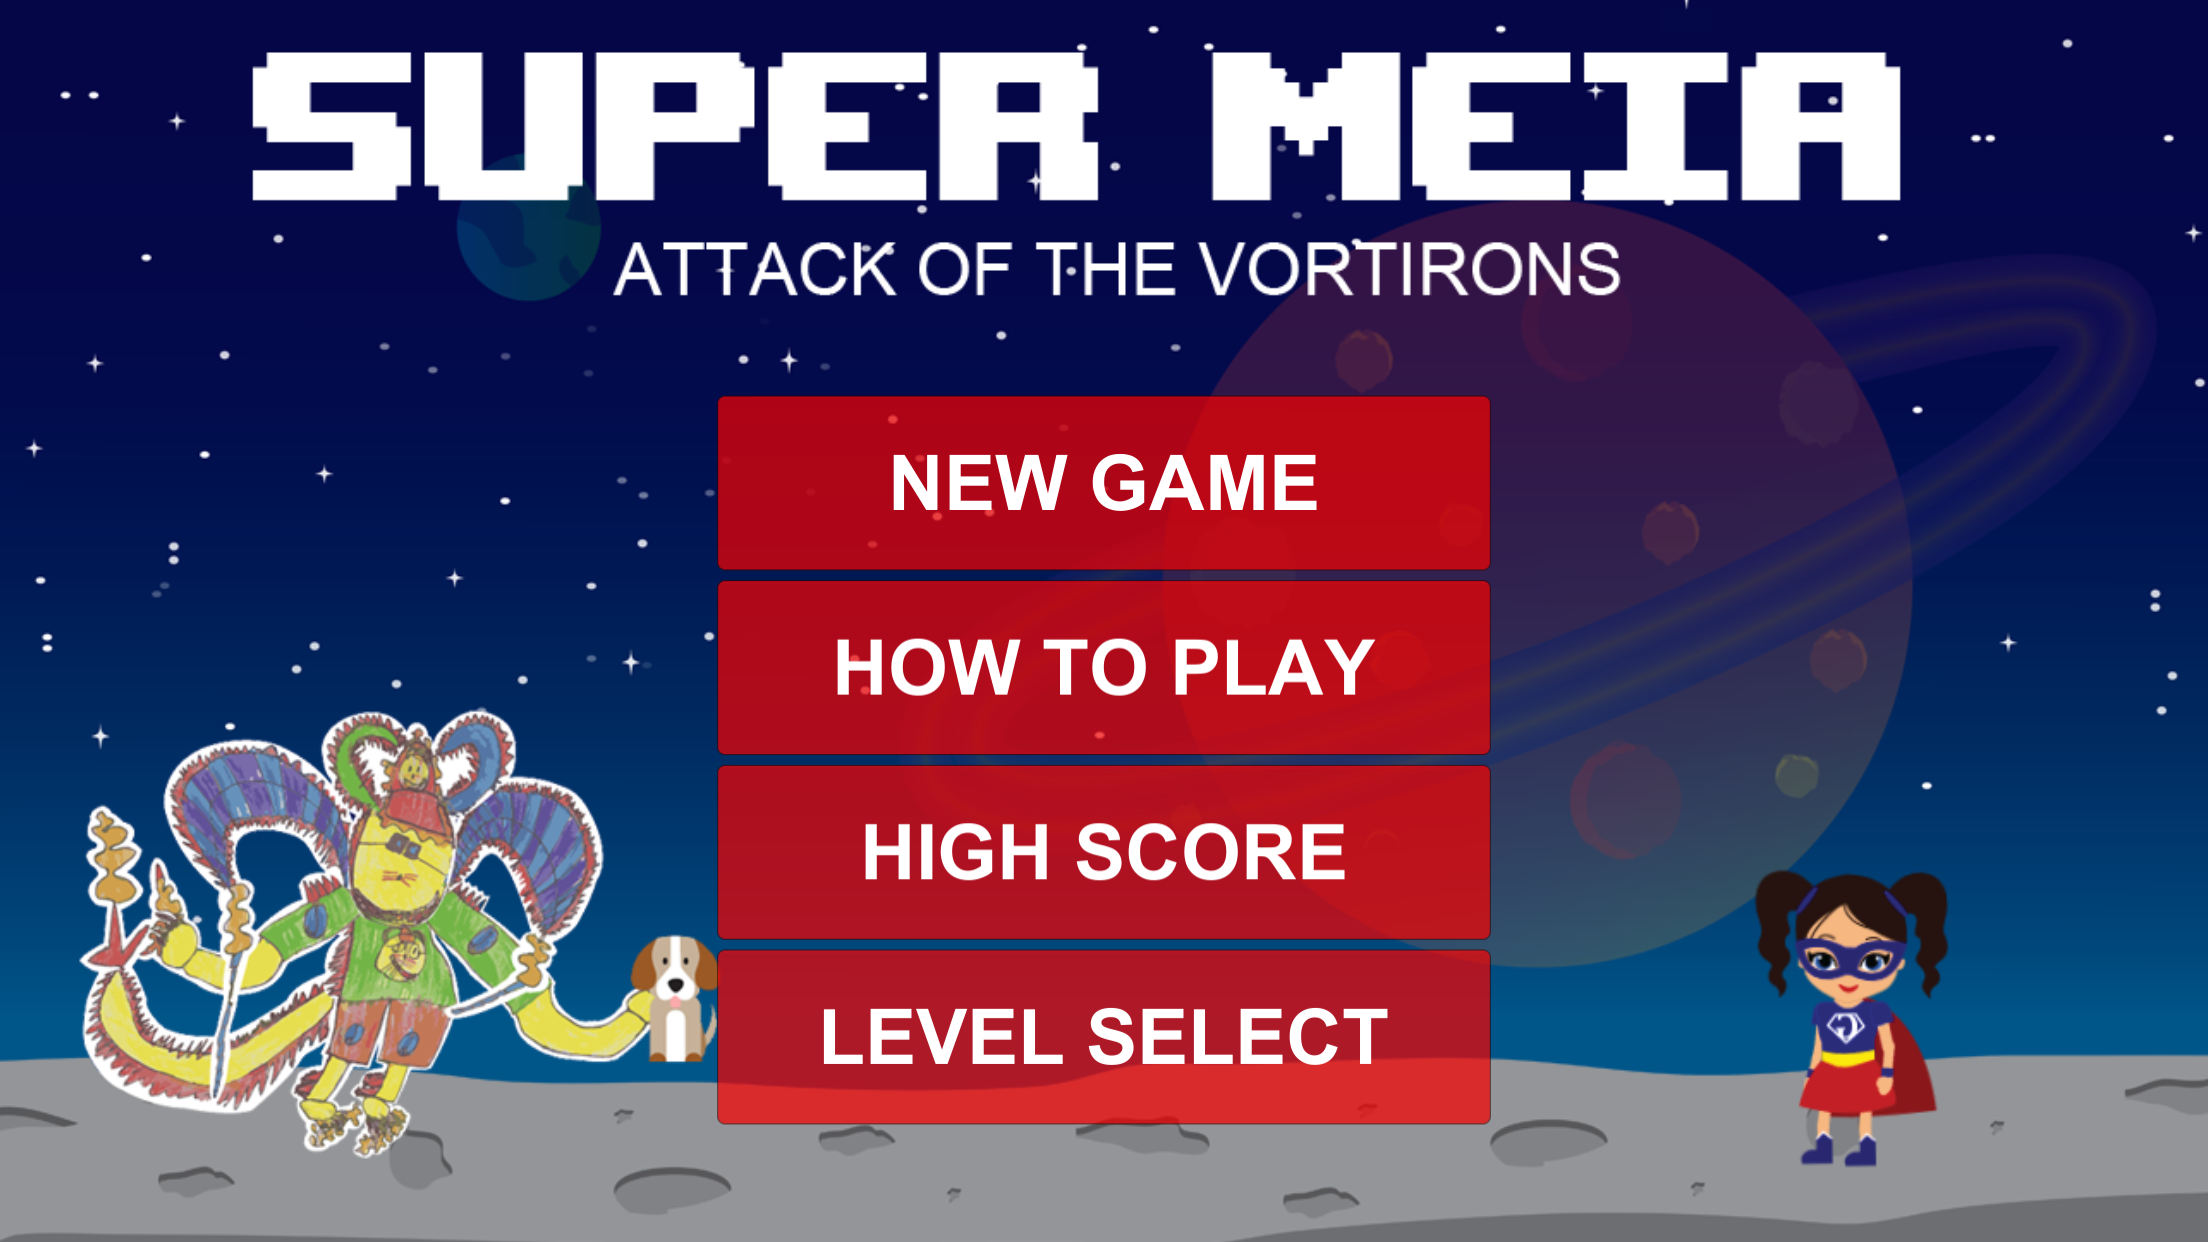 SUPER MEIA
ATTACK OF THE VORTIRONS
NEW GAME
HOW TO PLAY
HIGH SCORE
LEVEL SELECT